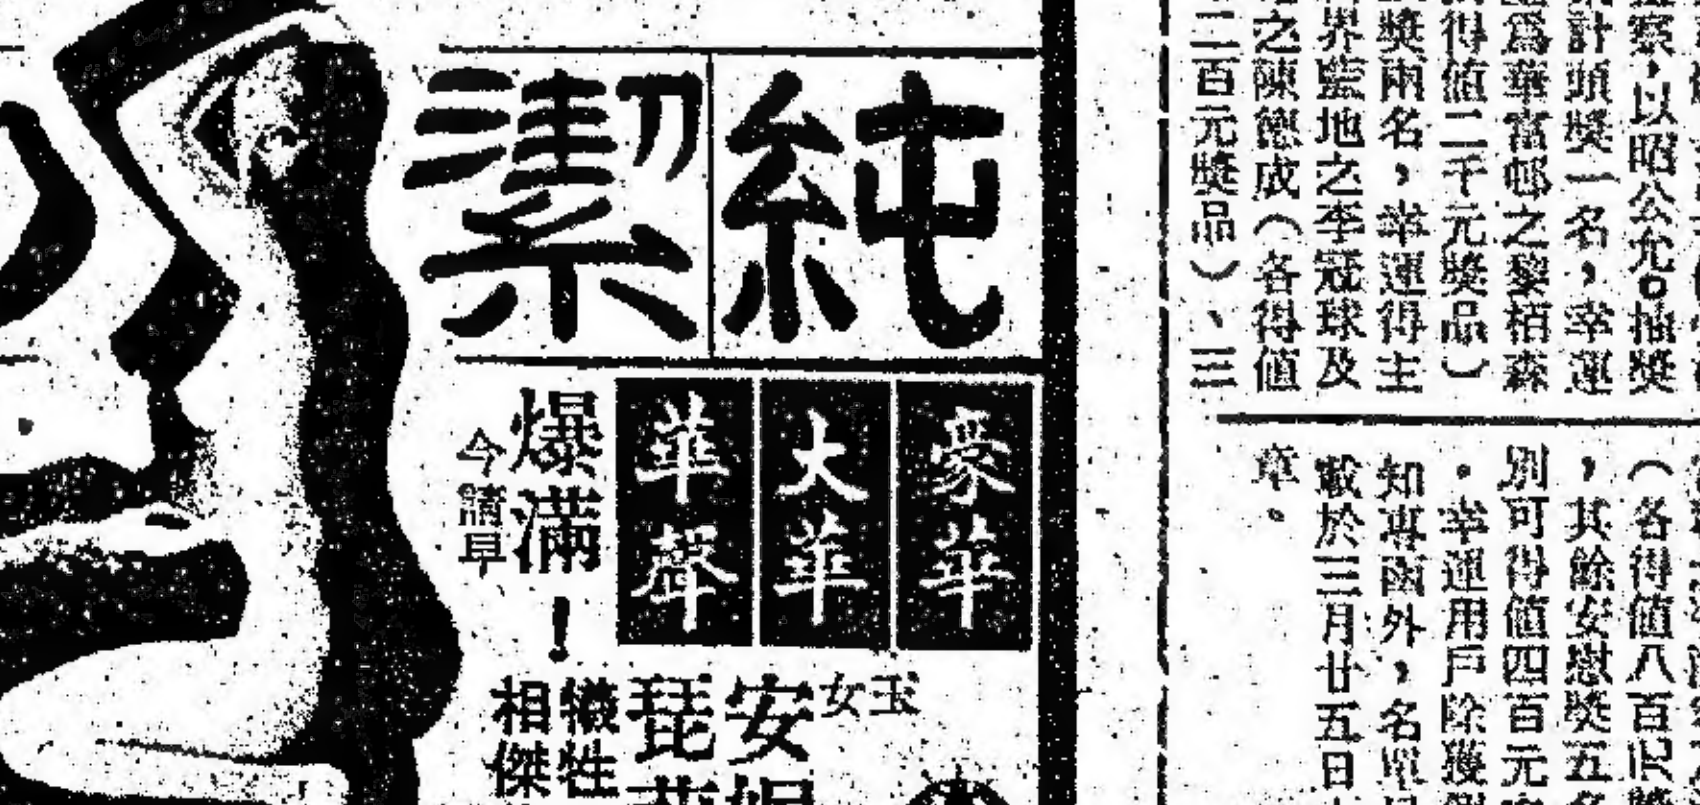 純潔
豪華
大華
華聲
爆滿！
今請早
玉女
安妮
琵
犧牲
相傑
，以昭公允。抽獎
計頭獎一名，幸運
為華富邨之黎栢森
得值二千元獎品）
獎兩名，幸運得主
界監地之李冠球及
之陳德成（各得值
二百元獎品）、三
（各得值八百
，其餘安慰獎五名
別可得值四百元
。幸運用戶除獲
知專函外，名單
載於三月廿五日
章。